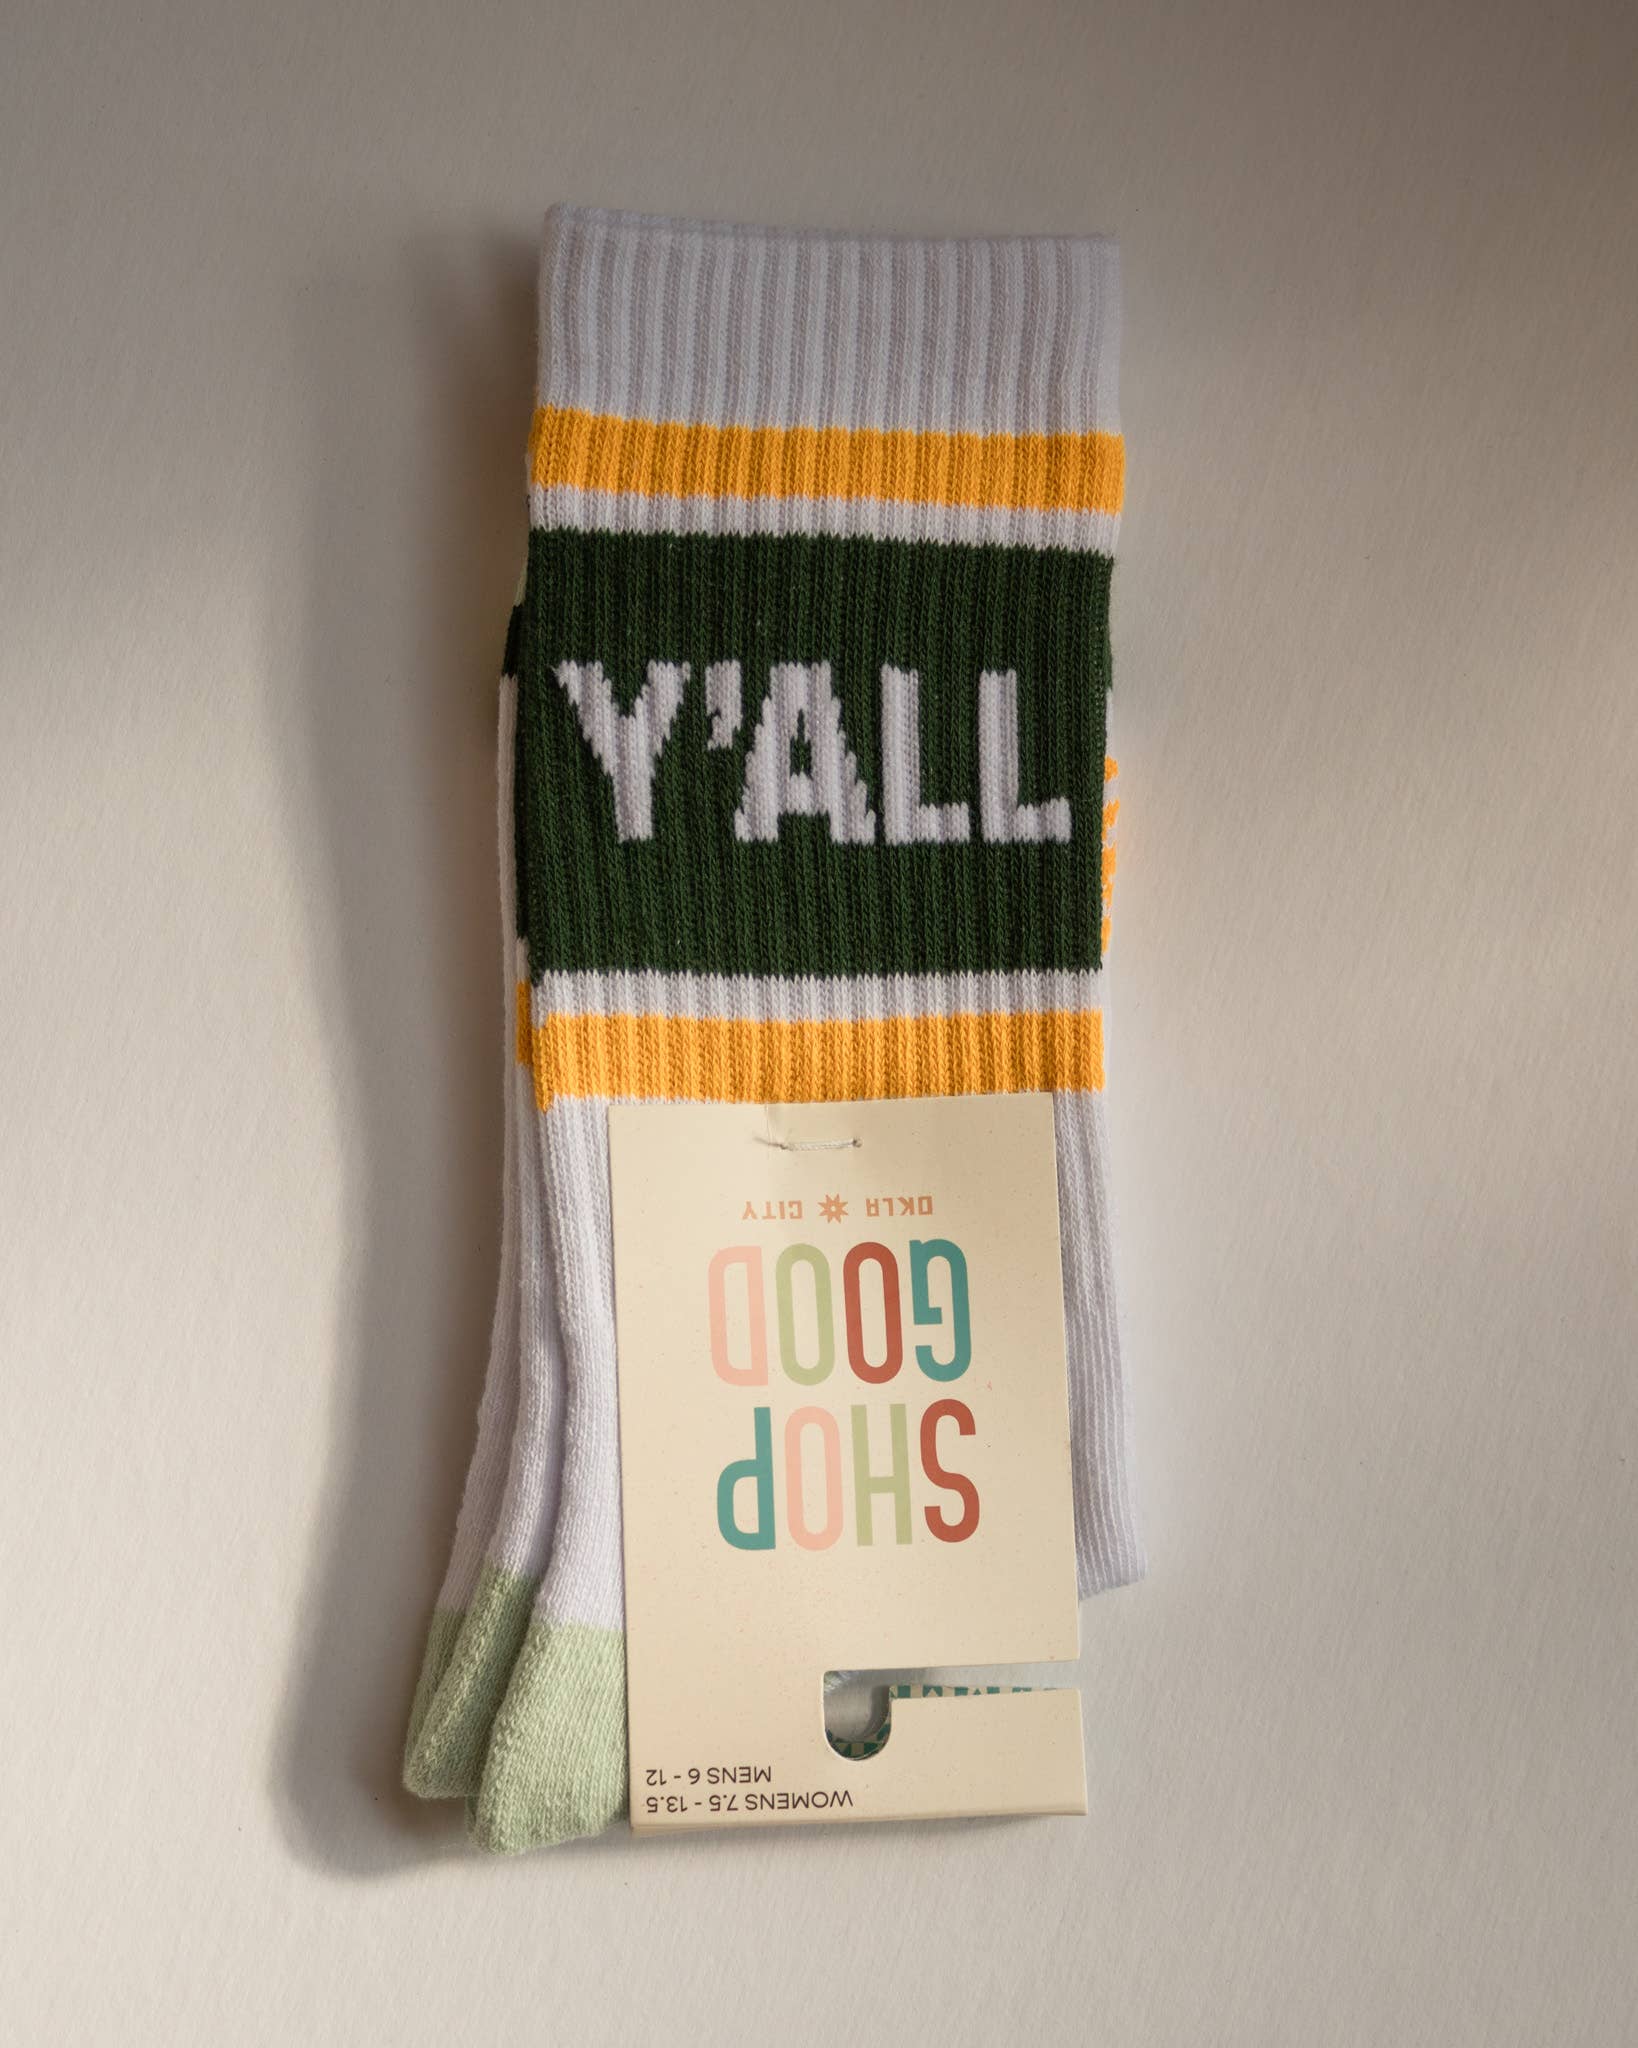 Y'ALL
SHOP
GOOD
OKLA CITY
WOMENS 7.5 - 13.5
MENS 6 - 12